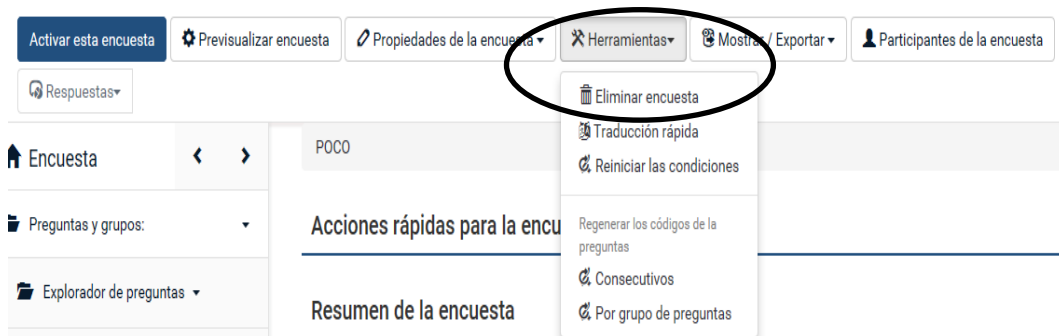 Activar esta encuesta Previsualizar encuesta Propiedades de la encuesta Herramientas Mostrar / Exportar Participantes de la encuesta
Respuestas
Eliminar encuesta
Traducción rápida
Reiniciar las condiciones
Regenerar los códigos de la
preguntas
Consecutivos
Por grupo de preguntas
Encuesta
Preguntas y grupos:
Explorador de preguntas
POCO
Acciones rápidas para la encu
Resumen de la encuesta